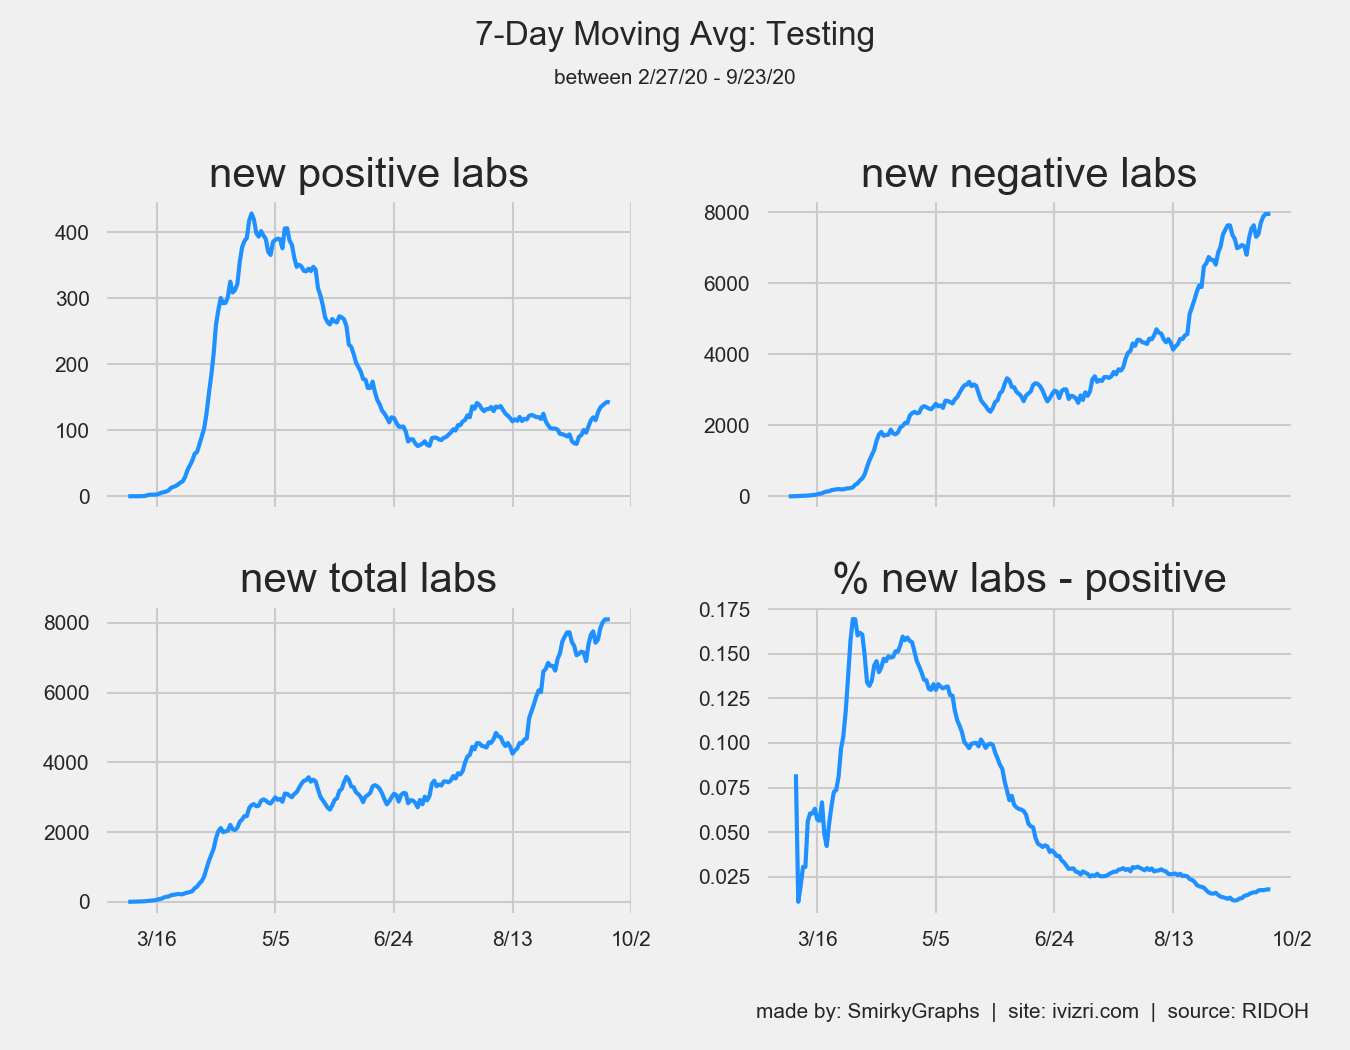 7-Day Moving Avg: Testing
between 2/27/20 - 9/23/20
new positive labs
400
300
200
100
0
new negative labs
8000
6000
4000
2000
0
new total labs
8000
6000
4000
2000
0
3/16 5/5 6/24 8/13 10/2
% new labs - positive
0.175
0.150
0.125
0.100
0.075
0.050
0.025
3/16 5/5 6/24 8/13 10/2
made by: SmirkyGraphs | site: ivizri.com | source: RIDOH